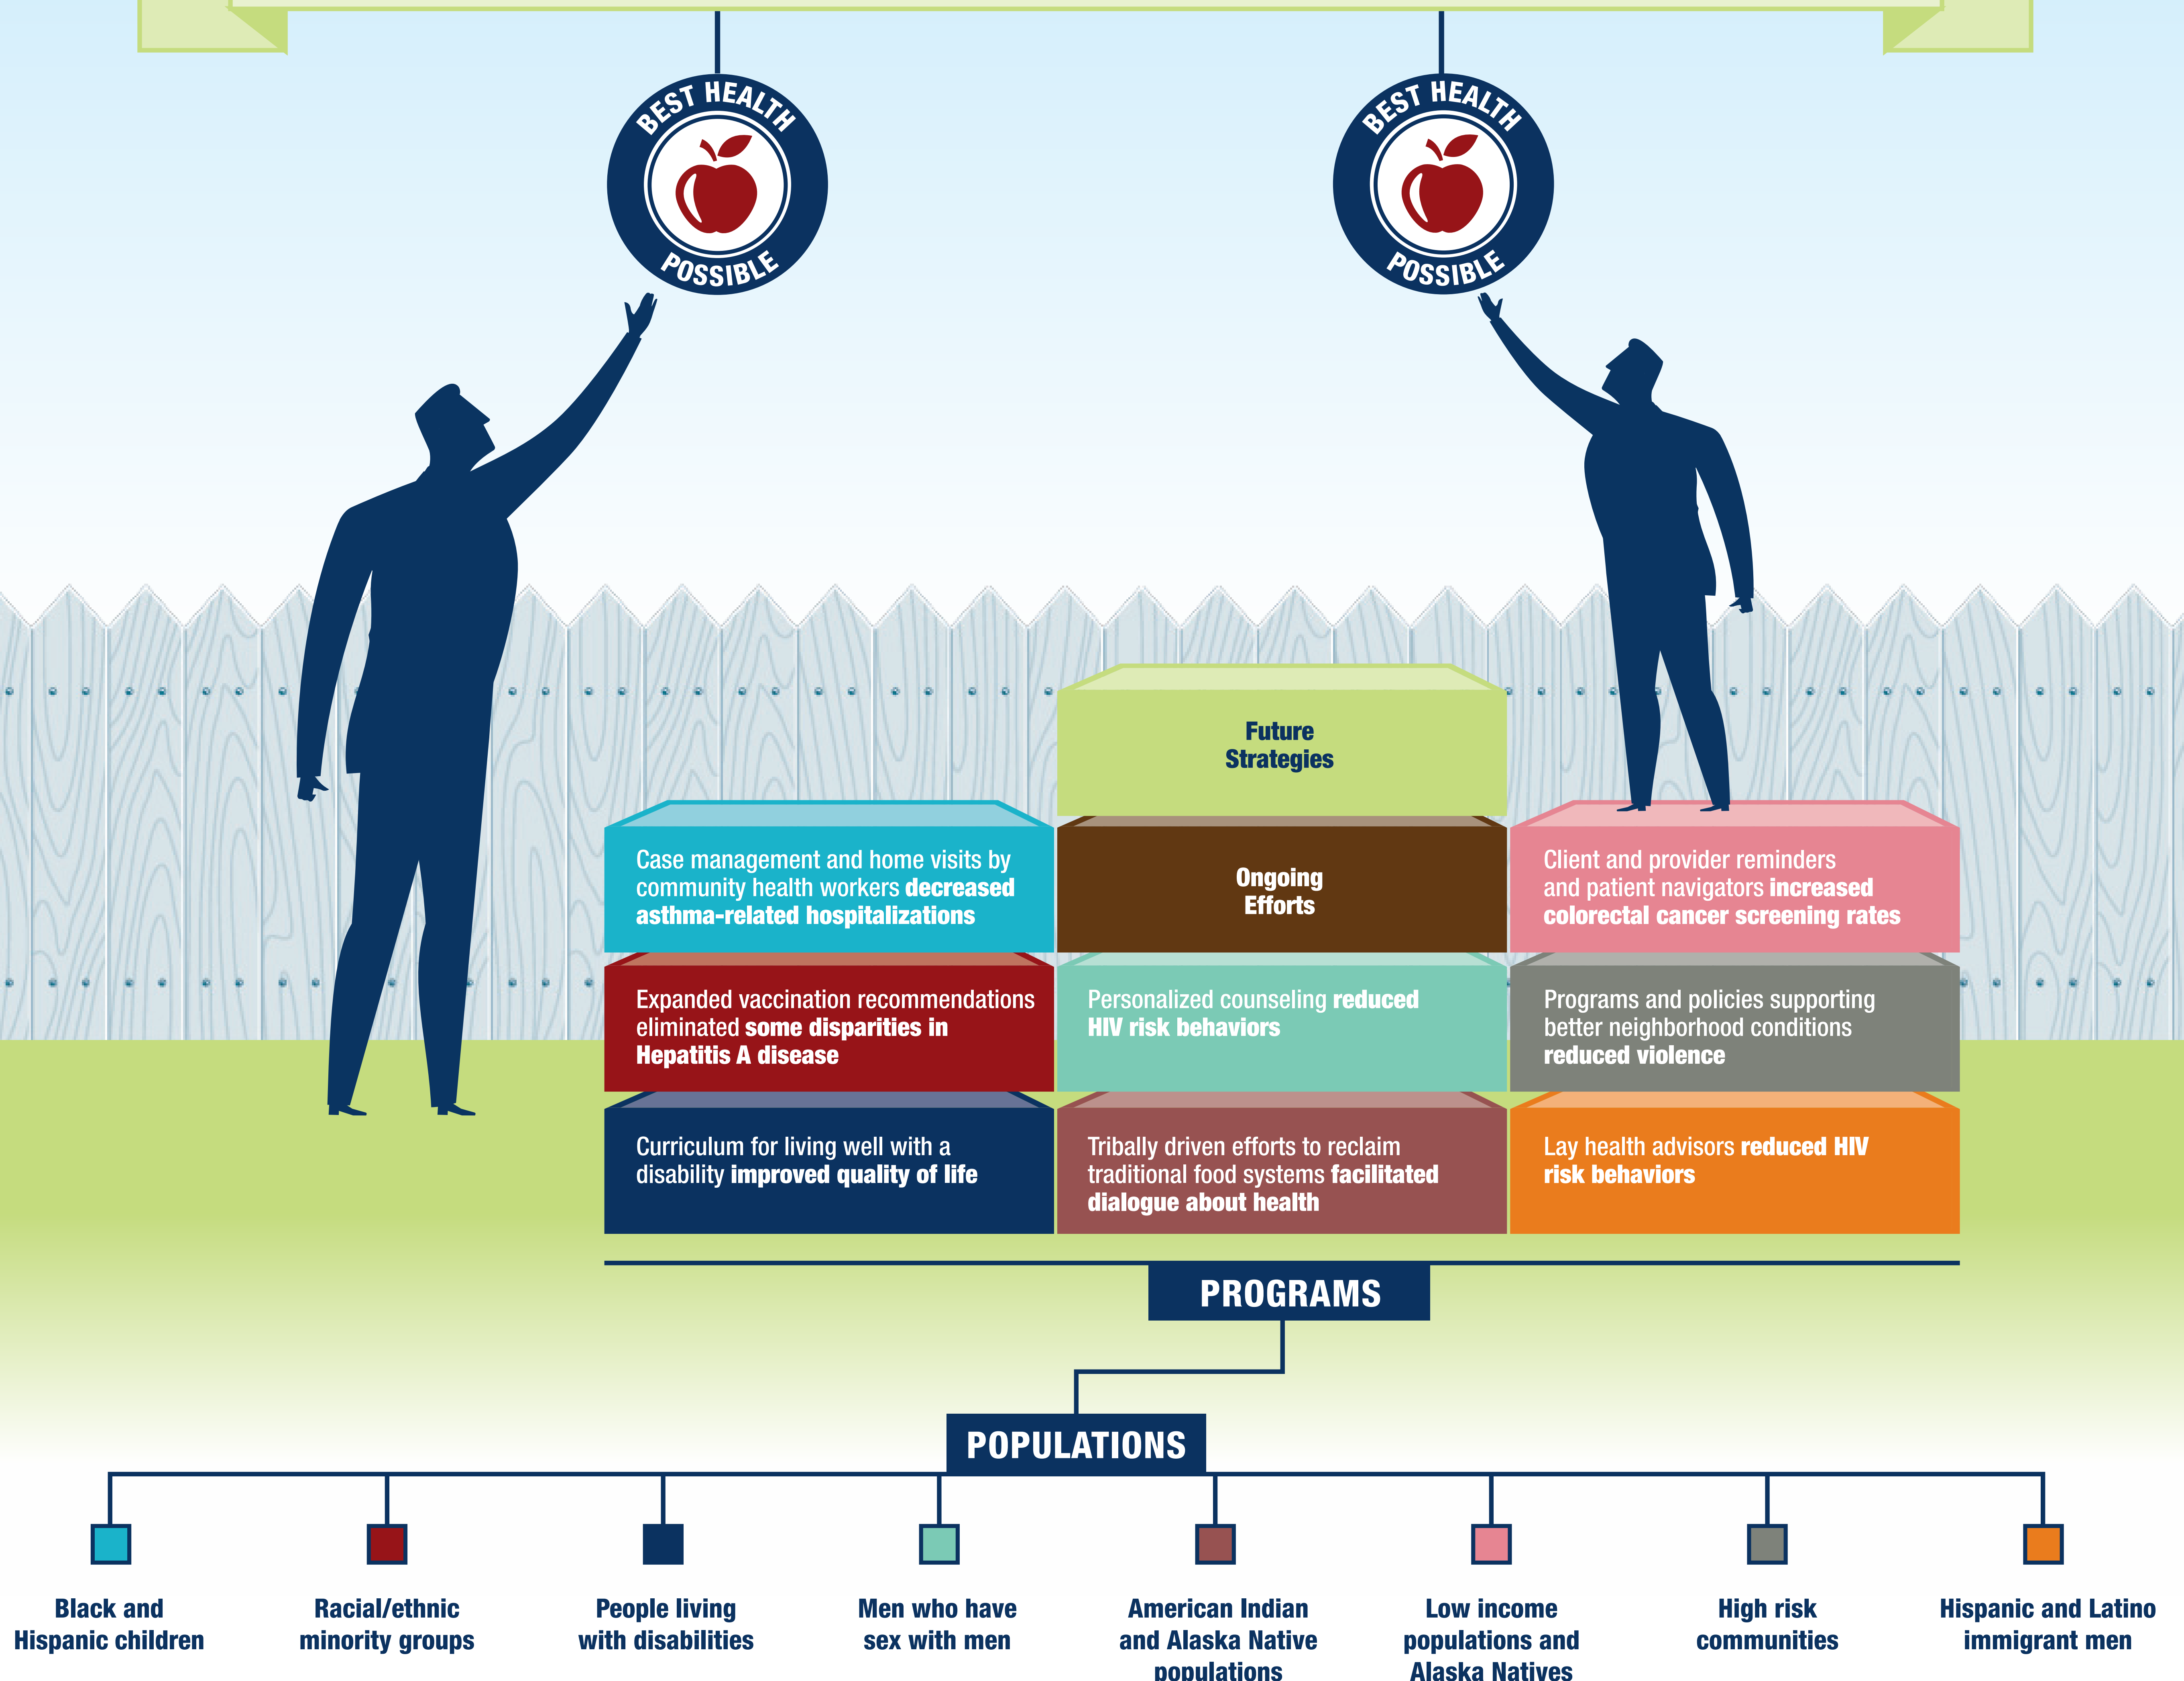 BEST HEALTH
POSSIBLE
BEST HEALTH
POSSIBLE
Future
Strategies
Case management and home visits by
community health workers decreased
asthma-related hospitalizations
Ongoing
Efforts
Client and provider reminders
and patient navigators increased
colorectal cancer screening rates
Expanded vaccination recommendations
eliminated some disparities in
Hepatitis A disease
Personalized counseling reduced
HIV risk behaviors
Programs and policies supporting
better neighborhood conditions
reduced violence
Curriculum for living well with a
disability improved quality of life
Tribally driven efforts to reclaim
traditional food systems facilitated
dialogue about health
Lay health advisors reduced HIV
risk behaviors
PROGRAMS
POPULATIONS
Black and
Hispanic children
Racial/ethnic
minority groups
People living
with disabilities
Men who have
sex with men
American Indian
and Alaska Native
populations
Low income
populations and
Alaska Natives
High risk
communities
Hispanic and Latino
immigrant men